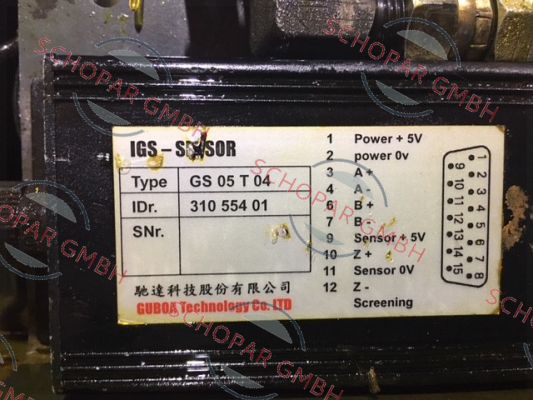 IGS - SENSOR
Type GS 05 T 04
IDr. 310 554 01
SNr.
馳達科技股份有限公司
GUBOA Technology Co. LTD
1 Power + 5V
2 power 0v
3 A +
4 A -
6 B +
7
9 Sensor + 5V
10 Z +
11 Sensor 0V
12 Z -
Screening
1
2
3
4
5
6
7
8
9
10
11
12
13
14
15
SCHOPAR GMBH
SCHOPAR GMBH
SCHOPAR GMBH
SCHOPAR GMBH
SCHOPAR GMBH